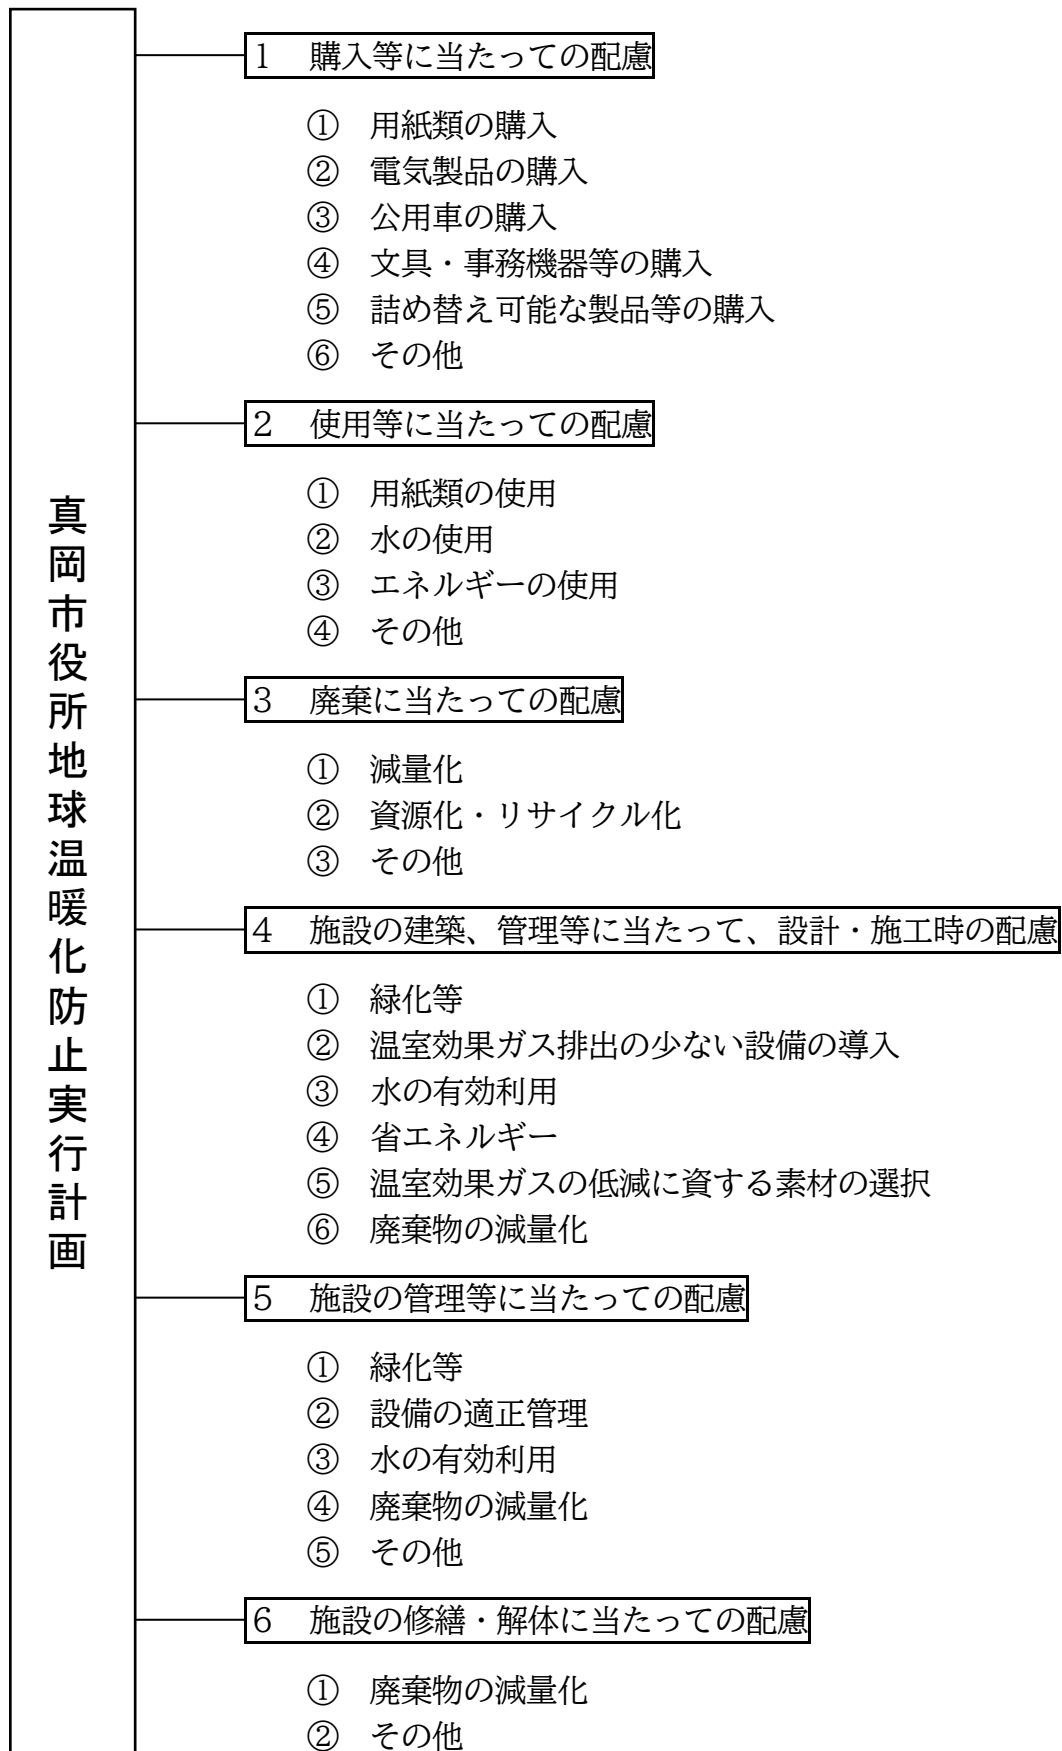 真岡市役所地球温暖化防止実行計画
1　購入等に当たっての配慮
①　用紙類の購入
②　電気製品の購入
③　公用車の購入
④　文具・事務機器等の購入
⑤　詰め替え可能な製品等の購入
⑥　その他
2　使用等に当たっての配慮
①　用紙類の使用
②　水の使用
③　エネルギーの使用
④　その他
3　廃棄に当たっての配慮
①　減量化
②　資源化・リサイクル化
③　その他
4　施設の建築、管理等に当たって、設計・施工時の配慮
①　緑化等
②　温室効果ガス排出の少ない設備の導入
③　水の有効利用
④　省エネルギー
⑤　温室効果ガスの低減に資する素材の選択
⑥　廃棄物の減量化
5　施設の管理等に当たっての配慮
①　緑化等
②　設備の適正管理
③　水の有効利用
④　廃棄物の減量化
⑤　その他
6　施設の修繕・解体に当たっての配慮
①　廃棄物の減量化
②　その他